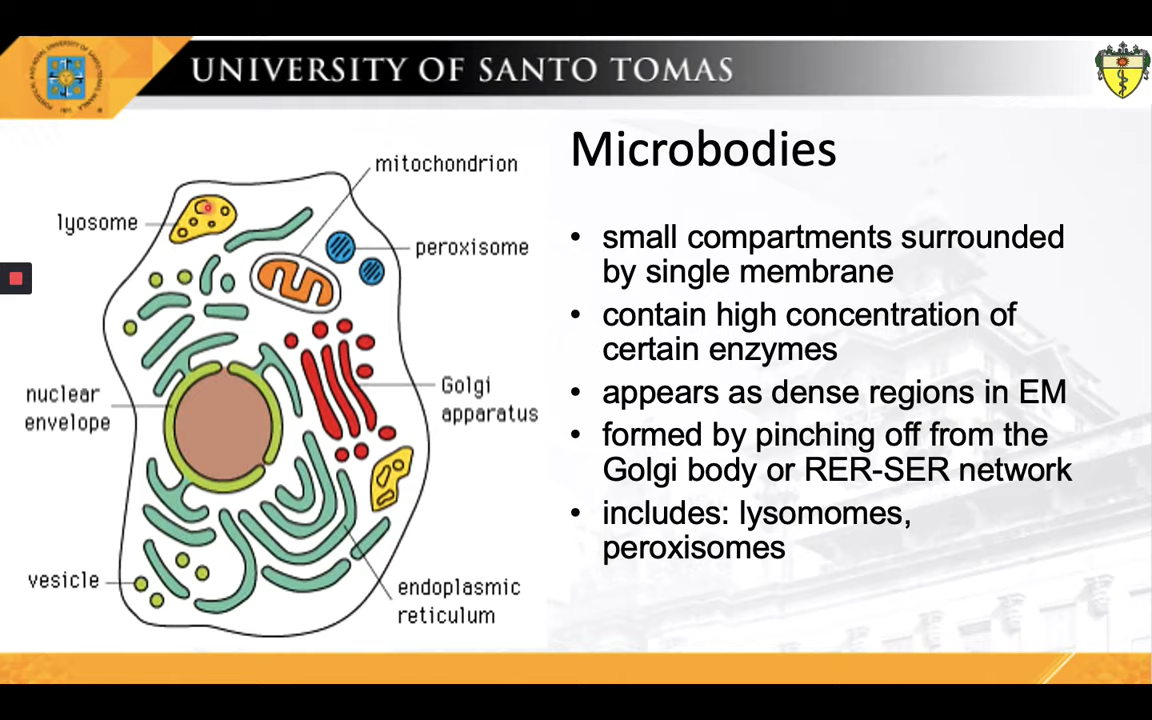 UNIVERSITY OF SANTO TOMAS
Microbodies
mitochondrion
lyosome
peroxisome
nuclear
envelope
Golgi
apparatus
vesicle
endoplasmic
reticulum
• small compartments surrounded
by single membrane
• contain high concentration of
certain enzymes
• appears as dense regions in EM
• formed by pinching off from the
Golgi body or RER-SER network
• includes: lysomomes,
peroxisomes